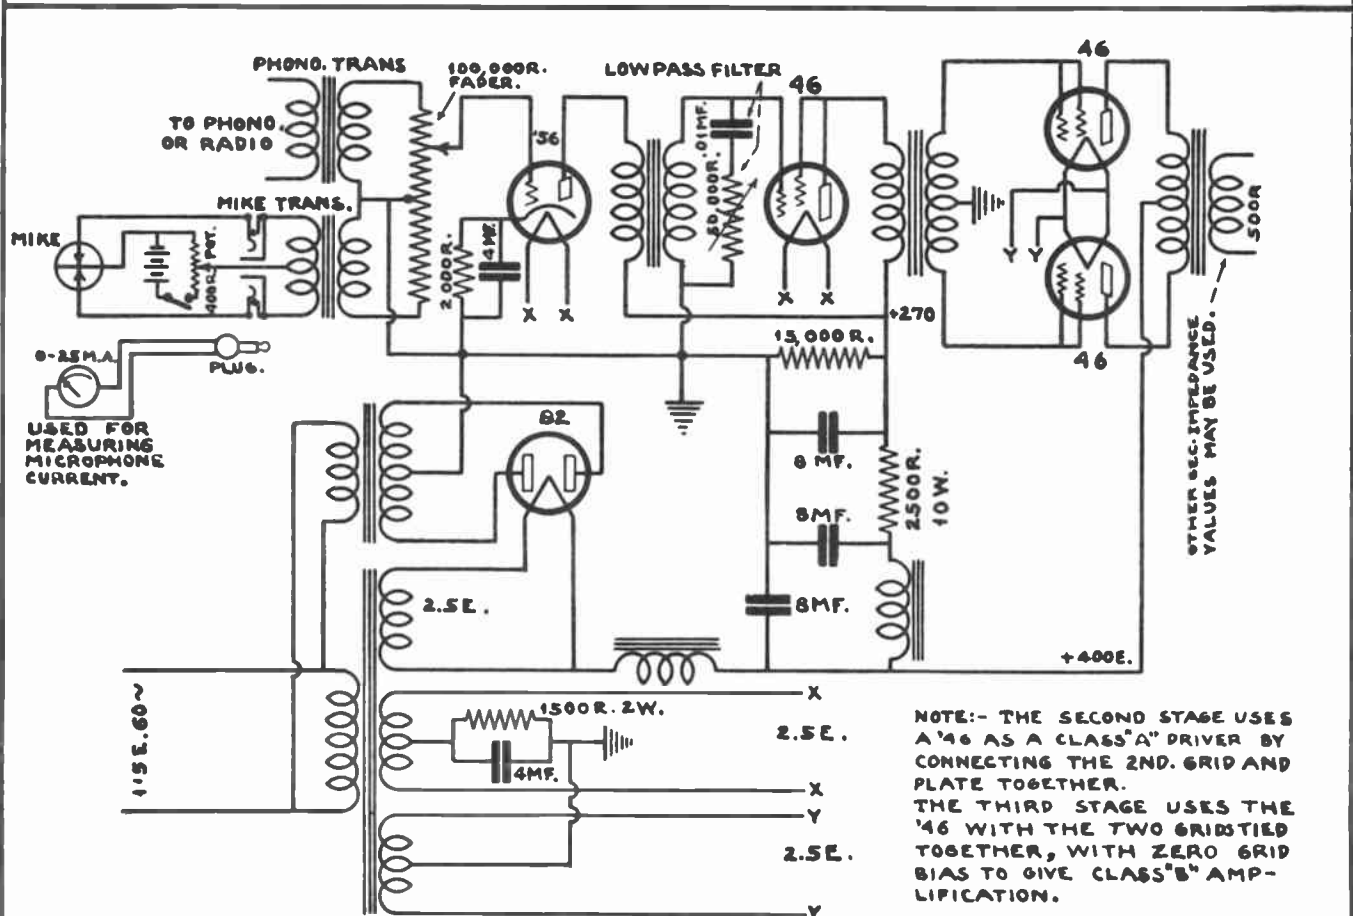 PHONO. TRANS
100,000R.
FADER.
LOW PASS FILTER
46
46
TO PHONO.
OR RADIO
'56
.01MF.
50,000R.
MIKE TRANS.
MIKE
400R. POT.
2000R.
4MF.
X X
X X
Y Y
500R
+270
46
15,000R.
0-25 M.A.
PLUG.
USED FOR
MEASURING
MICROPHONE
CURRENT.
82
8 MF.
2500R.
10W.
8MF.
8MF.
OTHER SEC. IMPEDANCE
VALUES MAY BE USED.
2.5E.
+400E.
115E. 60~
1500R. 2W.
4MF.
X
2.5E.
X
Y
2.5E.
Y
NOTE:- THE SECOND STAGE USES
A '46 AS A CLASS "A" DRIVER BY
CONNECTING THE 2ND. GRID AND
PLATE TOGETHER.
THE THIRD STAGE USES THE
'46 WITH THE TWO GRIDS TIED
TOGETHER, WITH ZERO GRID
BIAS TO GIVE CLASS "B" AMP-
LIFICATION.